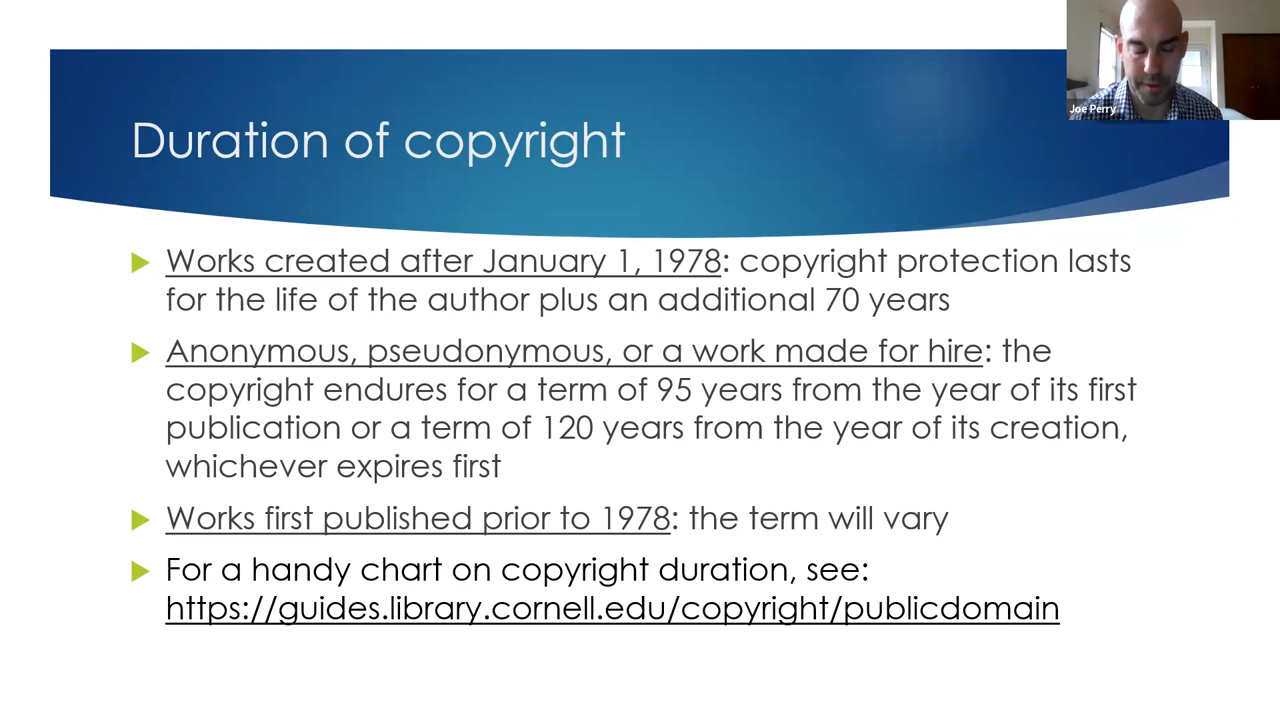 Joe Perry
Duration of copyright
Works created after January 1, 1978: copyright protection lasts
for the life of the author plus an additional 70 years
Anonymous, pseudonymous, or a work made for hire: the
copyright endures for a term of 95 years from the year of its first
publication or a term of 120 years from the year of its creation,
whichever expires first
Works first published prior to 1978: the term will vary
For a handy chart on copyright duration, see:
https://guides.library.cornell.edu/copyright/publicdomain